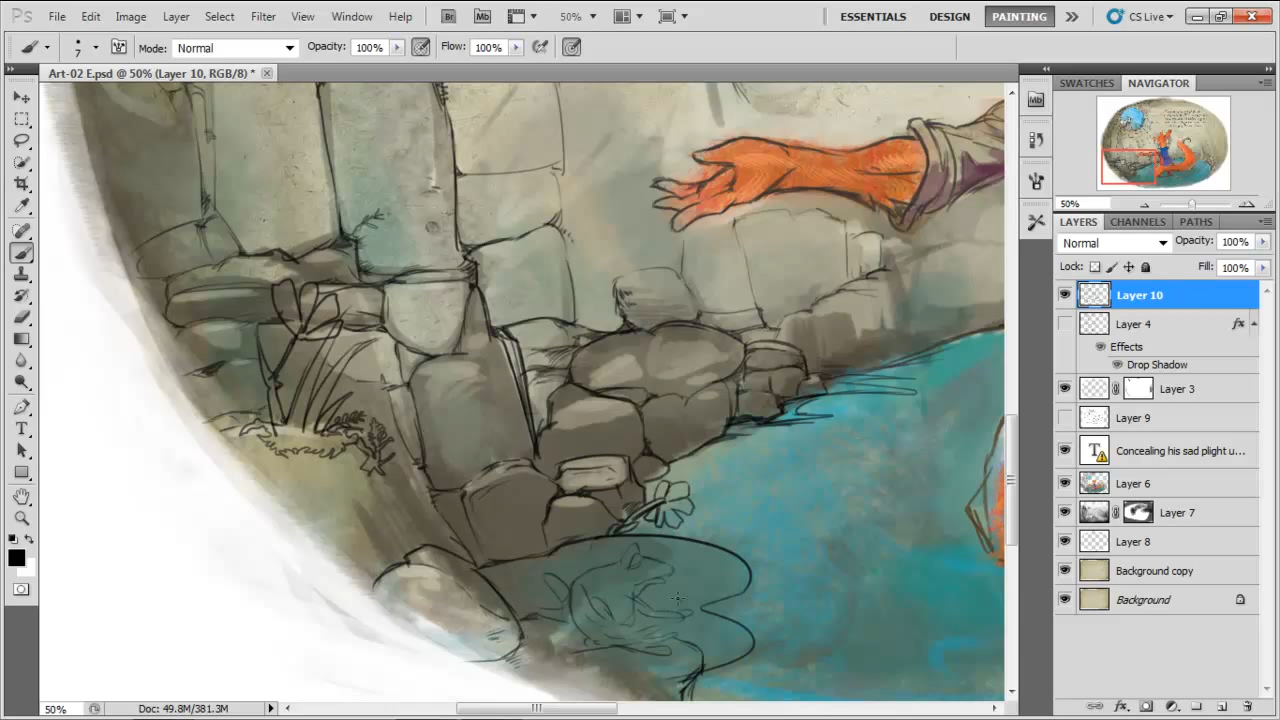 Ps File Edit Image Layer Select Filter View Window Help Br Mb 50% ESSENTIALS DESIGN PAINTING CS Live
7 Mode: Normal Opacity: 100% Flow: 100%
Art-02 E.psd @ 50% (Layer 10, RGB/8) *
SWATCHES NAVIGATOR
Mb
50%
LAYERS CHANNELS PATHS
Normal Opacity: 100%
Lock: Fill: 100%
Layer 10
Layer 4 fx
Effects
Drop Shadow
Layer 3
Layer 9
T Concealing his sad plight u...
Layer 6
Layer 7
Layer 8
Background copy
Background
50% Doc: 49.8M/381.3M